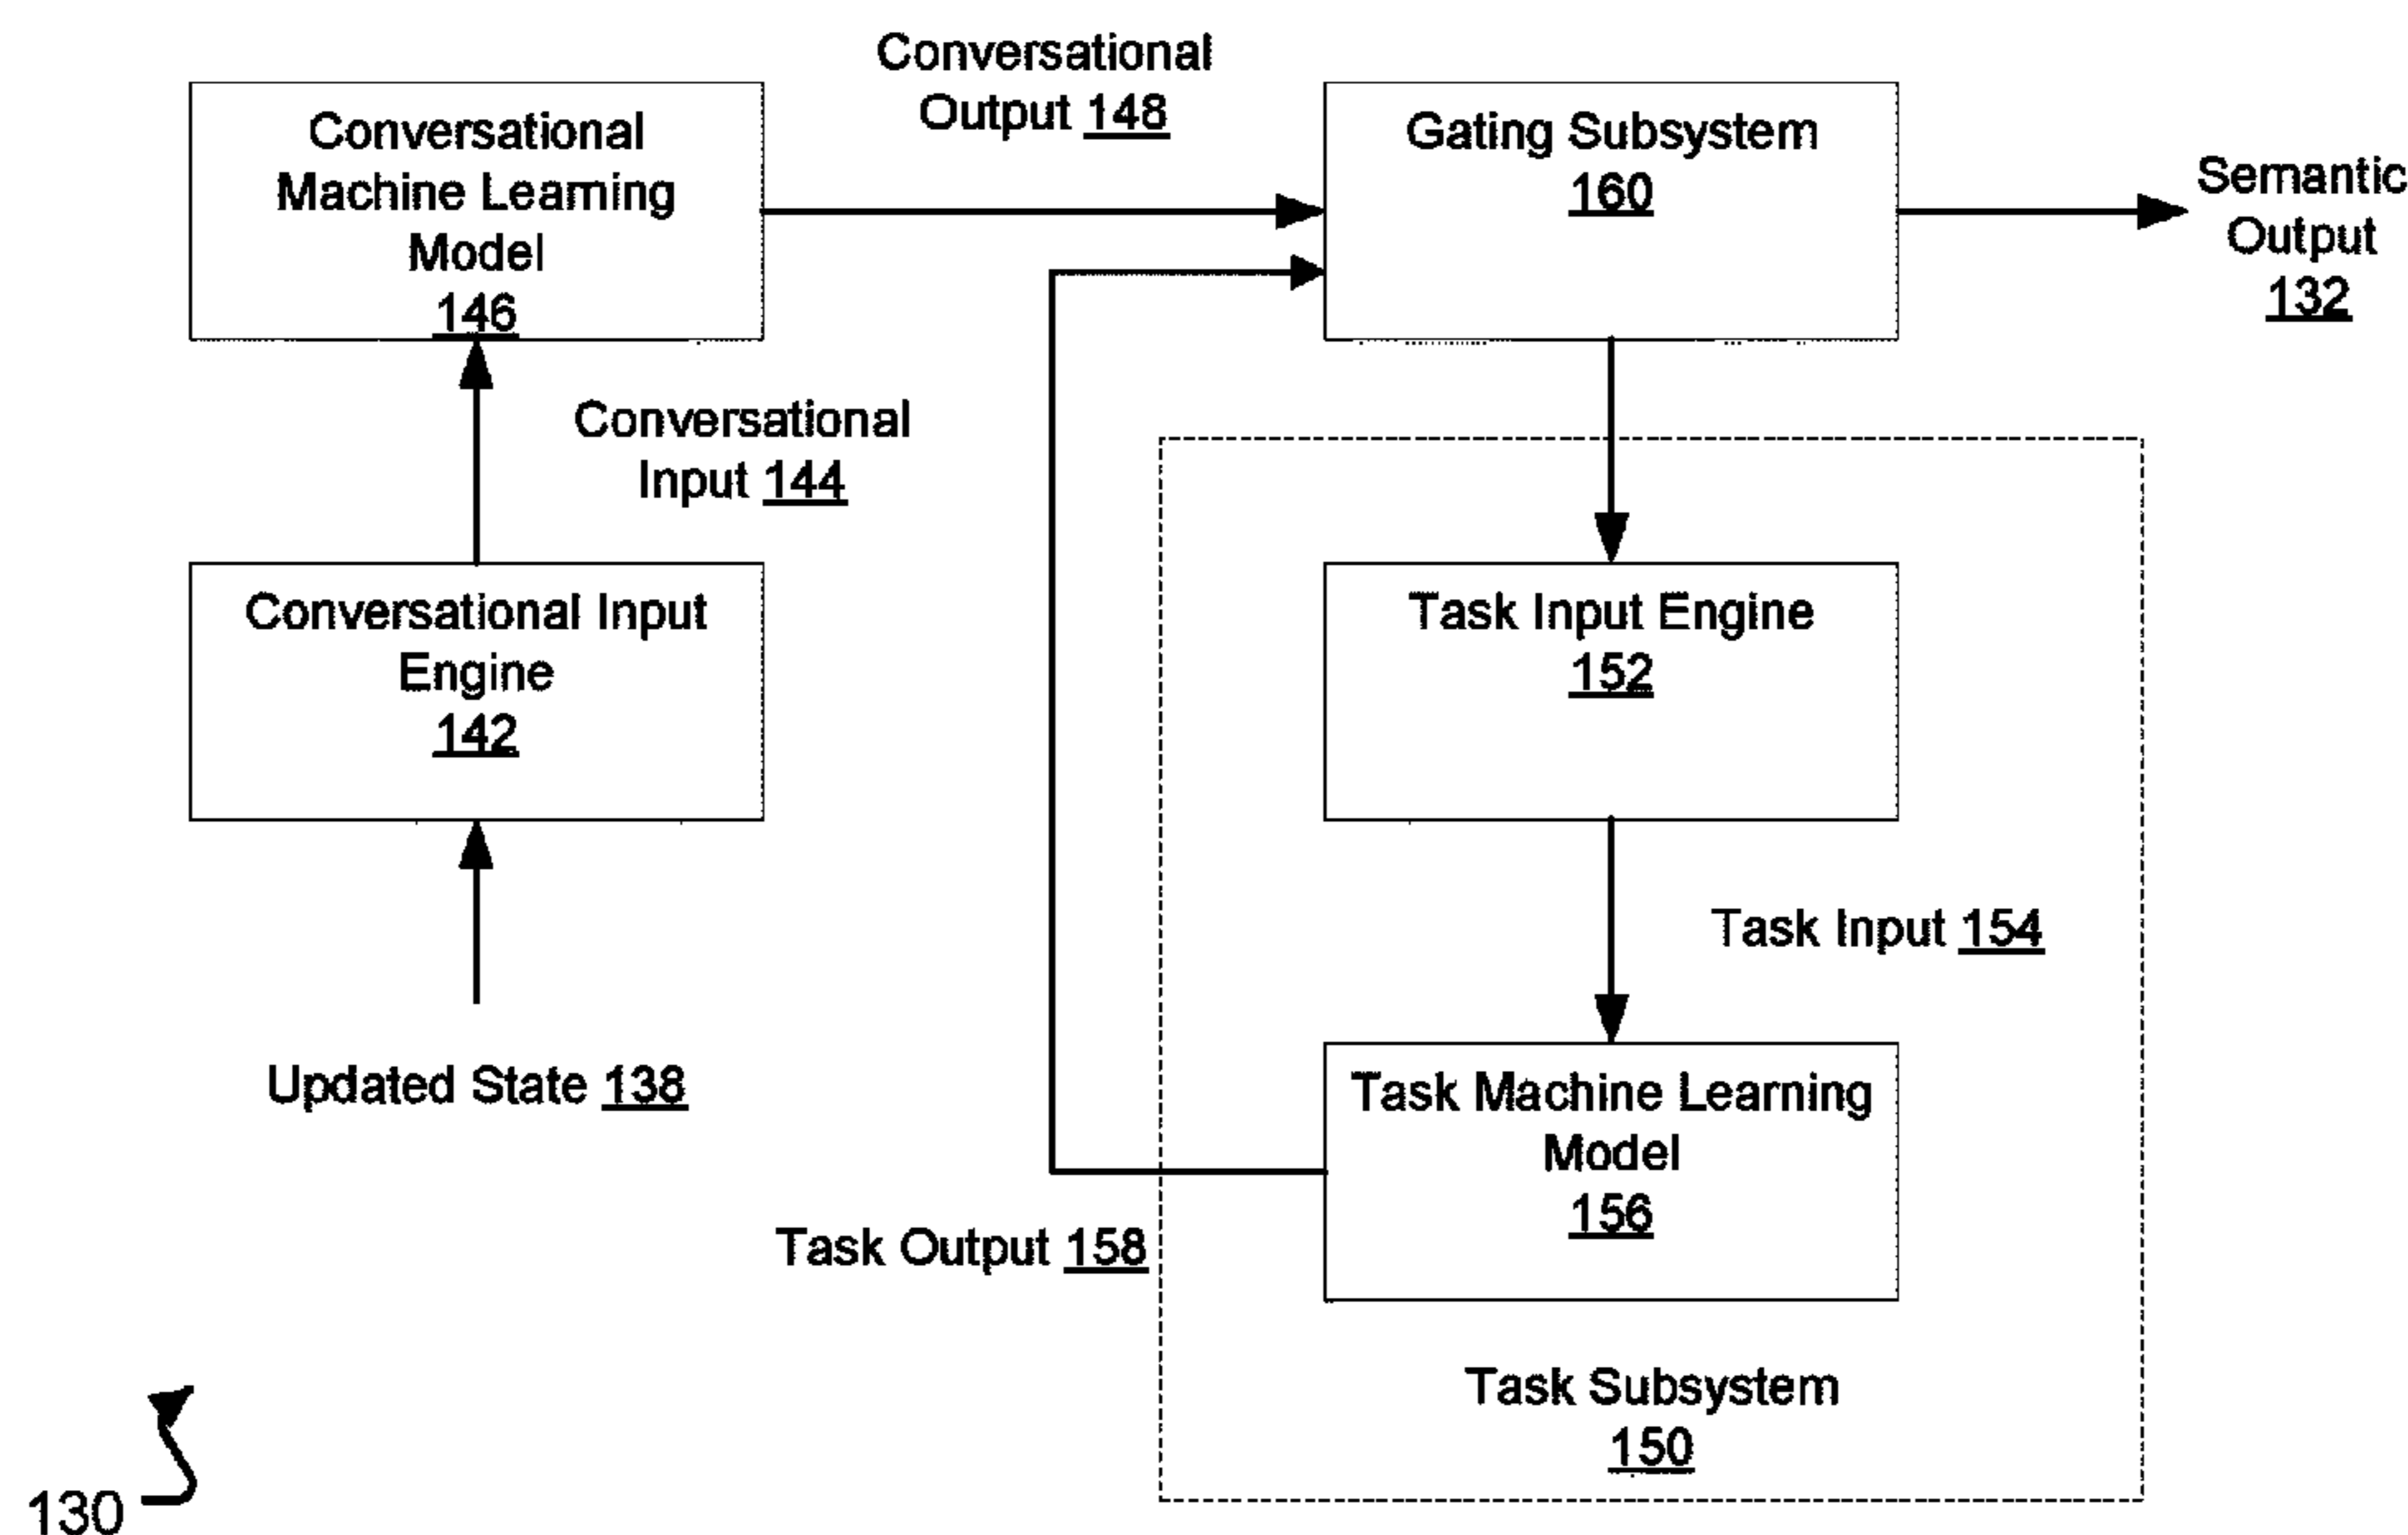 Conversational
Output 148
Conversational
Machine Learning
Model
146
Gating Subsystem
160
Semantic
Output
132
Conversational
Input 144
Conversational Input
Engine
142
Task Input Engine
152
Task Input 154
Updated State 138
Task Machine Learning
Model
156
Task Output 158
Task Subsystem
150
130